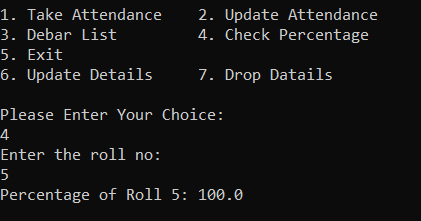 1. Take Attendance    2. Update Attendance
3. Debar List         4. Check Percentage
5. Exit
6. Update Details     7. Drop Datails
Please Enter Your Choice:
4
Enter the roll no:
5
Percentage of Roll 5: 100.0